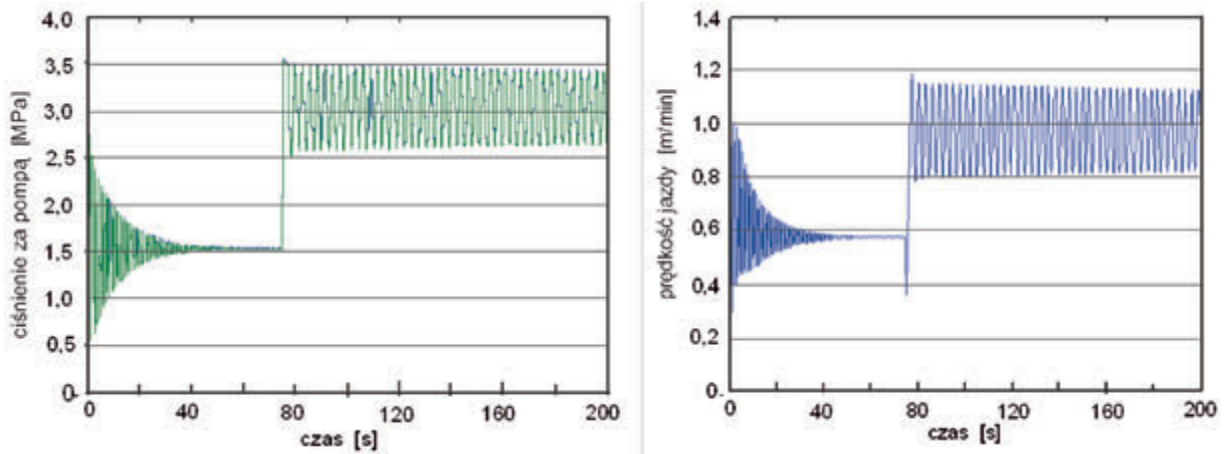 ciśnienie za pompą [MPa]
4,0
3,5
3,0
2,5
2,0
1,5
1,0
0,5
0
0 40 80 120 160 200
czas [s]
prędkość jazdy [m/min]
1,4
1.2
1.0
0,8
0,6
0,4
0,2
0.
0 40 80 120 160 200
czas [s]